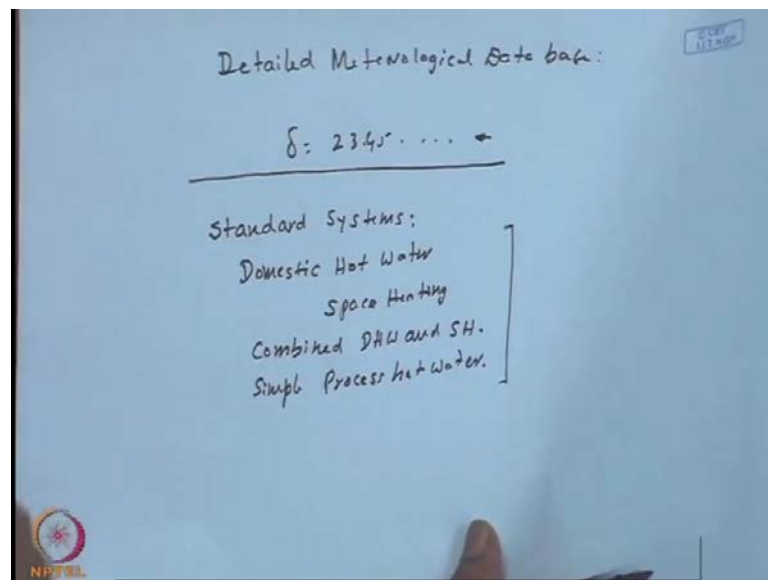 Detailed Meteorological Data base:
δ = 23.45 ....
Standard Systems:
Domestic Hot Water
Space Heating
Combined DHW and SH.
Simple Process hot water.
NPTEL